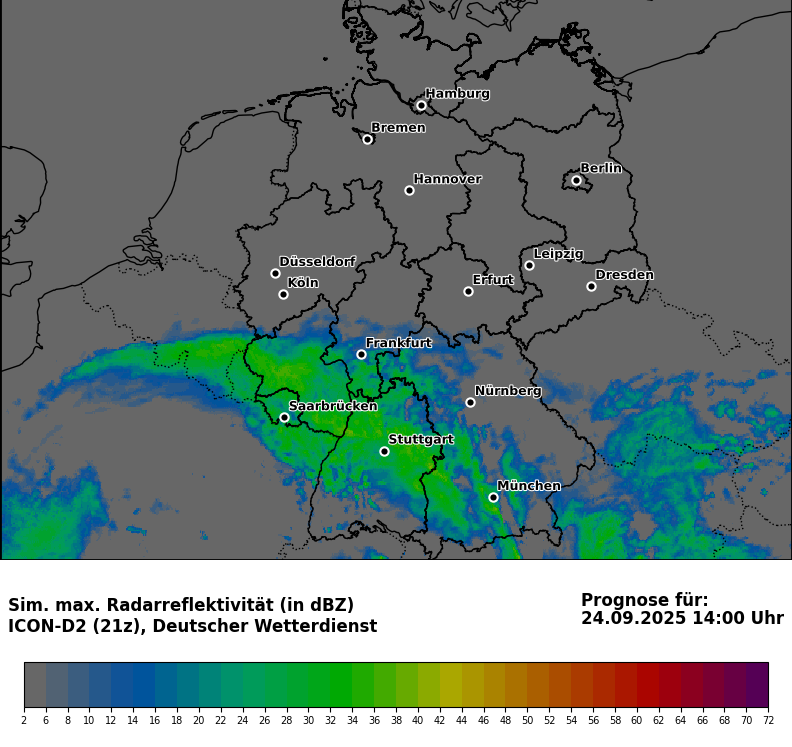 Hamburg
Bremen
Berlin
Hannover
Leipzig
Düsseldorf
Dresden
Köln
Erfurt
Frankfurt
Nürnberg
Saarbrücken
Stuttgart
München
Sim. max. Radarreflektivität (in dBZ)
ICON-D2 (21z), Deutscher Wetterdienst
Prognose für:
24.09.2025 14:00 Uhr
2 6 8 10 12 14 16 18 20 22 24 26 28 30 32 34 36 38 40 42 44 46 48 50 52 54 56 58 60 62 64 66 68 70 72